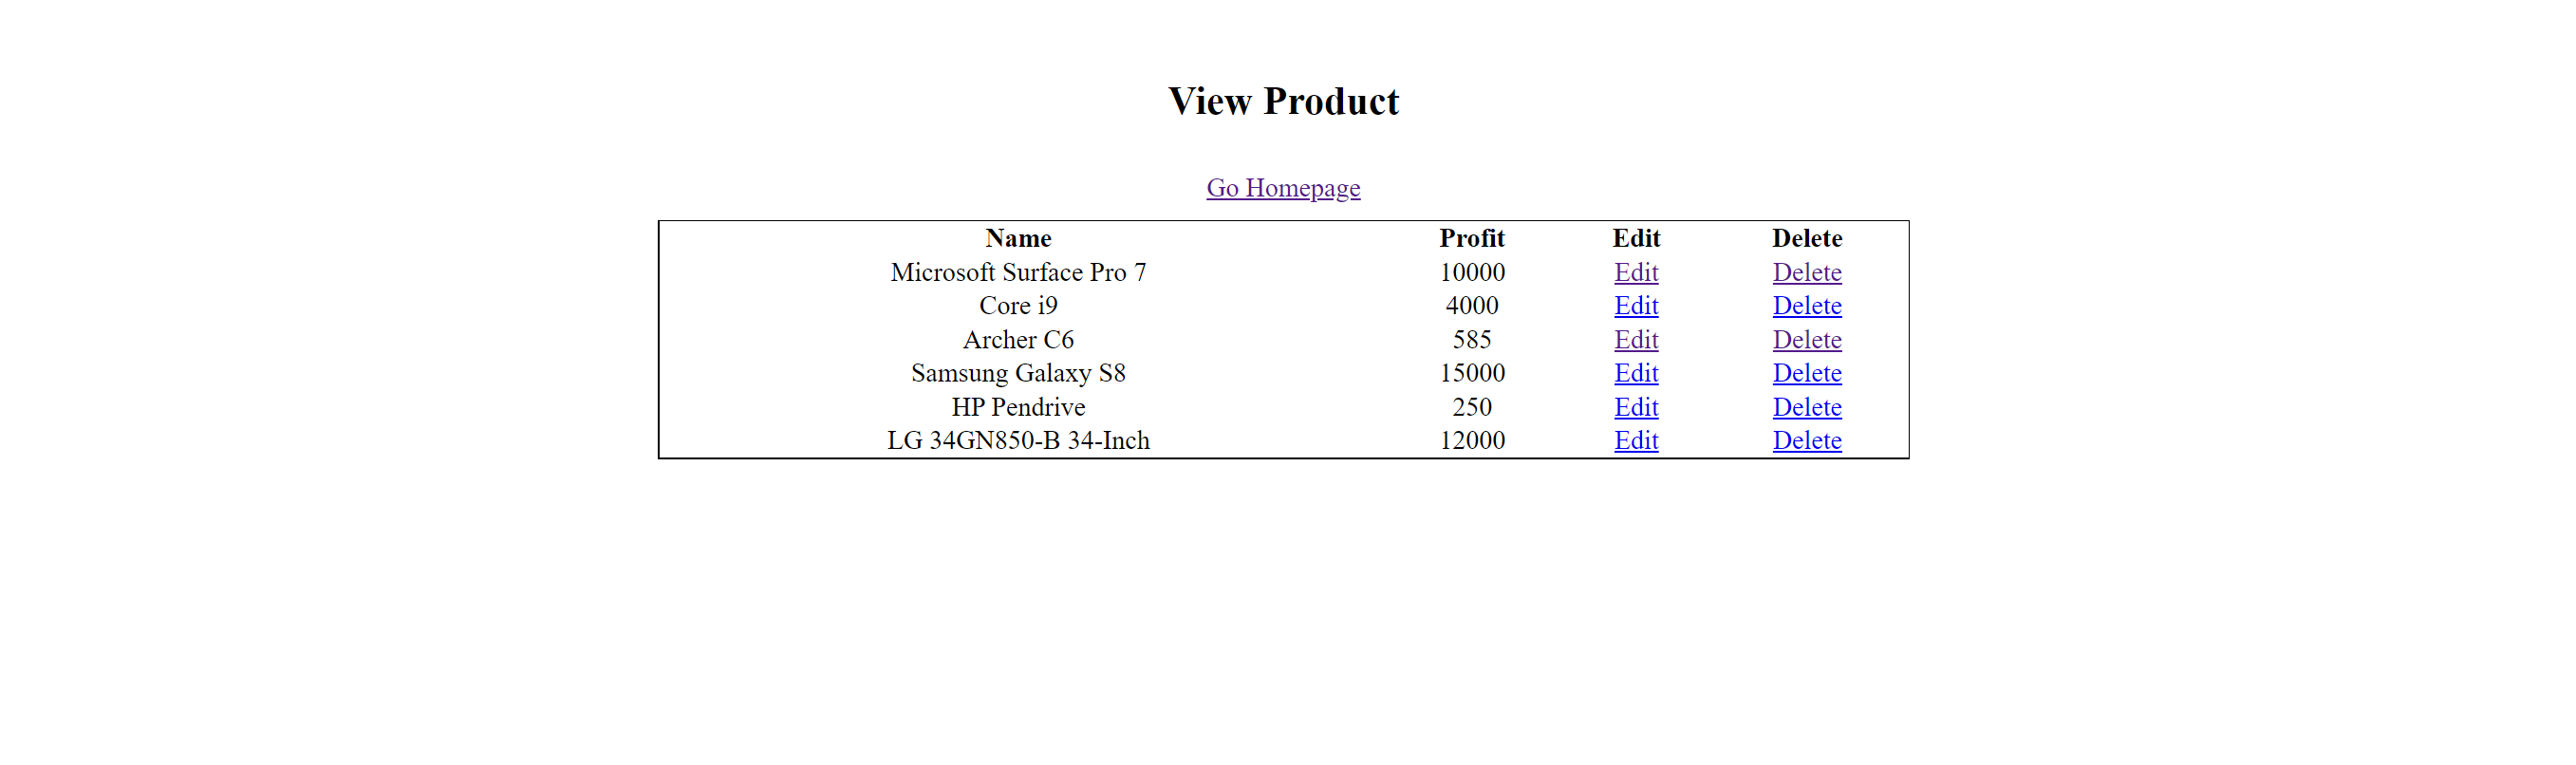 View Product
Go Homepage
Name Profit Edit Delete
Microsoft Surface Pro 7 10000 Edit Delete
Core i9 4000 Edit Delete
Archer C6 585 Edit Delete
Samsung Galaxy S8 15000 Edit Delete
HP Pendrive 250 Edit Delete
LG 34GN850-B 34-Inch 12000 Edit Delete